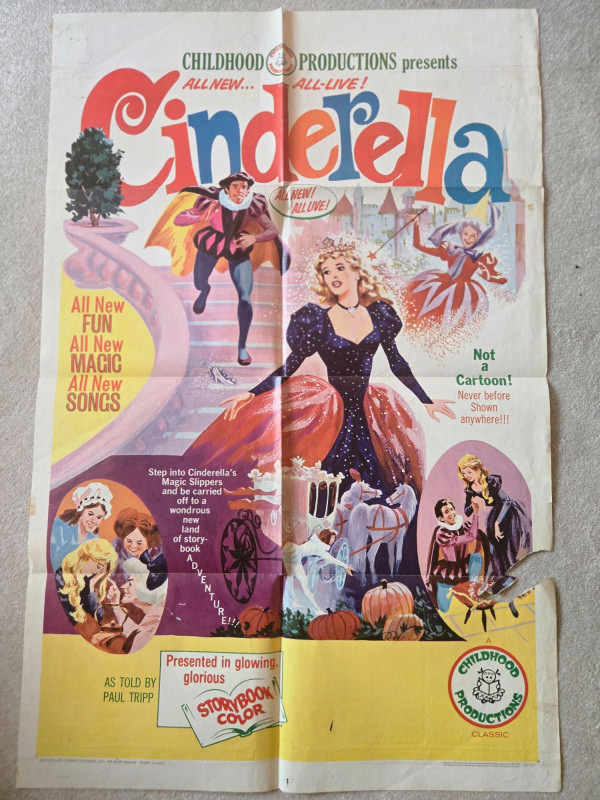 CHILDHOOD PRODUCTIONS presents
ALL NEW... ALL-LIVE!
Cinderella
ALL NEW!
ALL LIVE!
All New
FUN
All New
MAGIC
All New
SONGS
Not
a
Cartoon!
Never before
Shown
anywhere!!!
Step into Cinderella's
Magic Slippers
and be carried
off to a
wondrous
new
land
of story-
book
ADVENTURE!!
AS TOLD BY
PAUL TRIPP
Presented in glowing,
glorious
STORYBOOK
COLOR
A
CHILDHOOD
PRODUCTIONS
CLASSIC